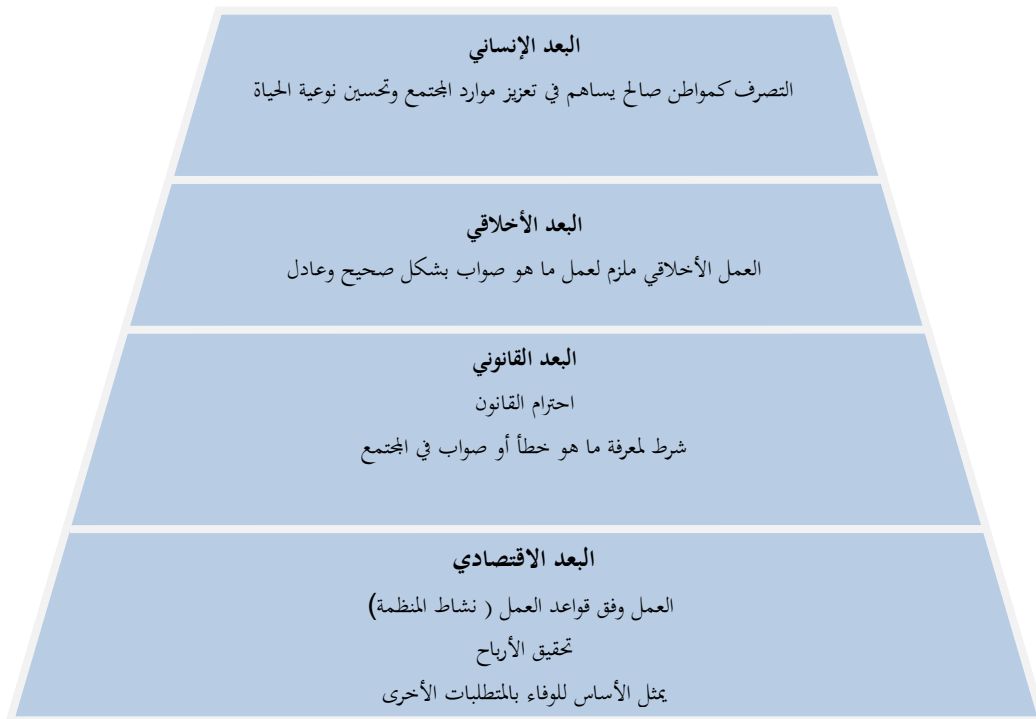 البعد الإنساني
التصرف كمواطن صالح يساهم في تعزيز موارد المجتمع وتحسين نوعية الحياة
البعد الأخلاقي
العمل الأخلاقي ملزم لعمل ما هو صواب بشكل صحيح وعادل
البعد القانوني
احترام القانون
شرط لمعرفة ما هو خطأ أو صواب في المجتمع
البعد الاقتصادي
العمل وفق قواعد العمل ( نشاط المنظمة)
تحقيق الأرباح
يمثل الأساس للوفاء بالمتطلبات الأخرى